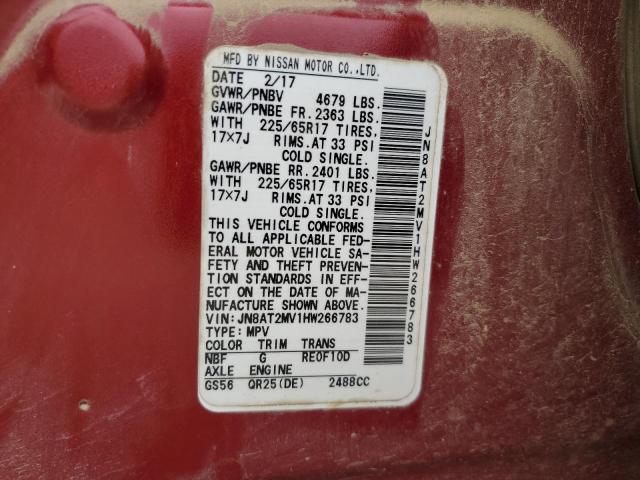 MFD BY NISSAN MOTOR CO.,LTD.
DATE 2/17
GVWR/PNBV 4679 LBS.
GAWR/PNBE FR. 2363 LBS.
WITH 225/65R17 TIRES,
17×7J RIMS.AT 33 PSI
COLD SINGLE.
GAWR/PNBE RR. 2401 LBS.
WITH 225/65R17 TIRES,
17×7J RIMS.AT 33 PSI
COLD SINGLE.
THIS VEHICLE CONFORMS
TO ALL APPLICABLE FED-
ERAL MOTOR VEHICLE SA-
FETY AND THEFT PREVEN-
TION STANDARDS IN EFF-
ECT ON THE DATE OF MA-
NUFACTURE SHOWN ABOVE.
VIN:JN8AT2MV1HW266783
TYPE:MPV
COLOR TRIM TRANS
NBF G RE0F10D
AXLE ENGINE
GS56 QR25(DE) 2488CC
JN8AT2MV1HW266783